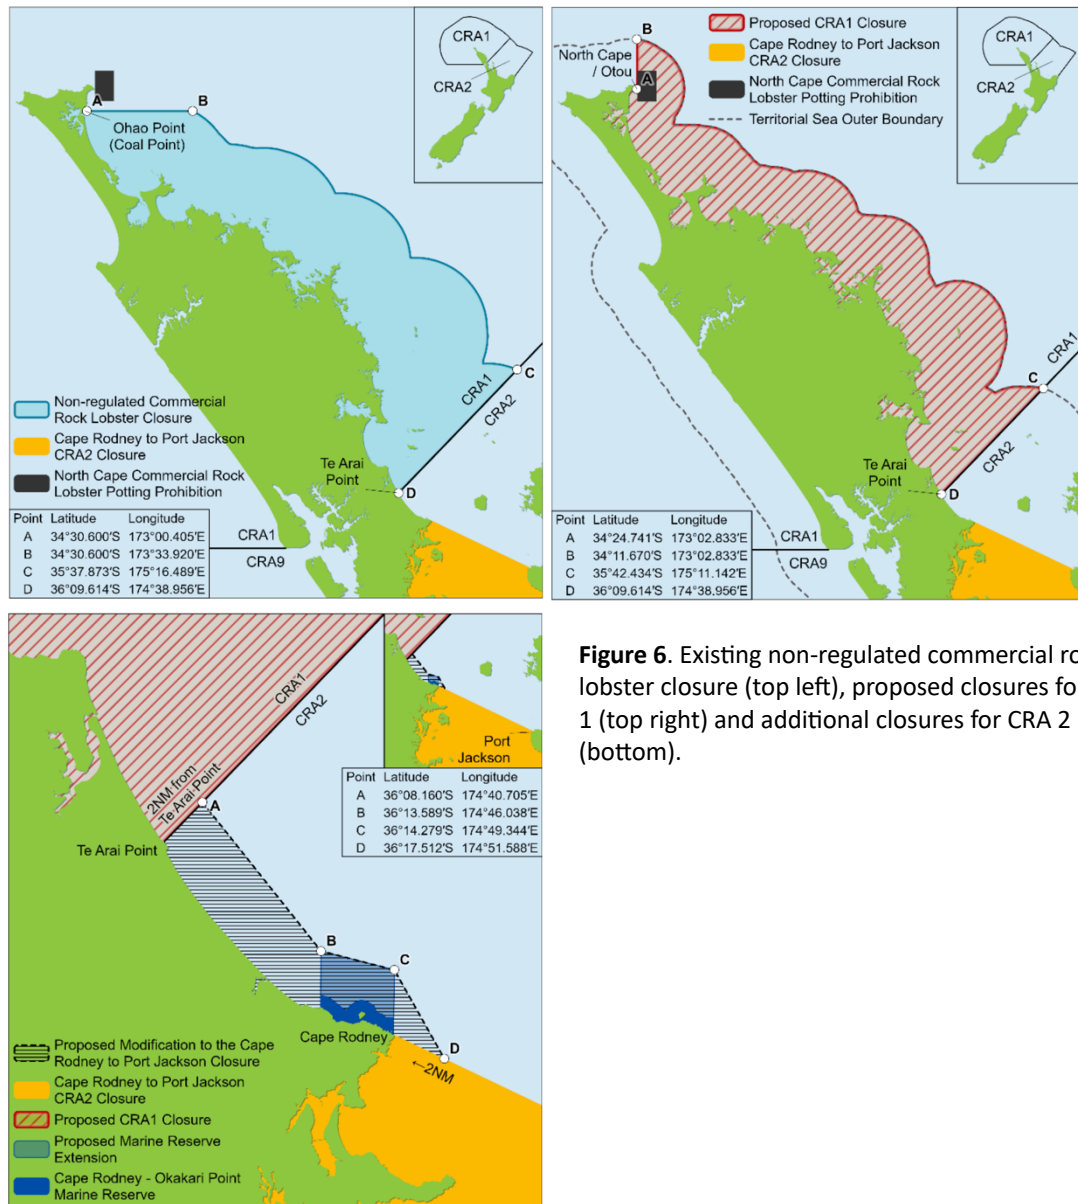 CRA1
CRA2
A
B
Ohao Point
(Coal Point)
CRA1
CRA2
C
Non-regulated Commercial
Rock Lobster Closure
Cape Rodney to Port Jackson
CRA2 Closure
North Cape Commercial Rock
Lobster Potting Prohibition
Te Arai
Point
D
CRA1
CRA9
Point Latitude Longitude
A 34°30.600'S 173°00.405'E
B 34°30.600'S 173°33.920'E
C 35°37.873'S 175°16.489'E
D 36°09.614'S 174°38.956'E
B
North Cape
/ Otou
A
Proposed CRA1 Closure
Cape Rodney to Port Jackson
CRA2 Closure
North Cape Commercial Rock
Lobster Potting Prohibition
Territorial Sea Outer Boundary
CRA1
CRA2
C
CRA1
CRA2
Te Arai
Point
D
CRA1
CRA9
Point Latitude Longitude
A 34°24.741'S 173°02.833'E
B 34°11.670'S 173°02.833'E
C 35°42.434'S 175°11.142'E
D 36°09.614'S 174°38.956'E
CRA1
CRA2
2NM from
Te Arai Point
A
Te Arai Point
Port
Jackson
Point Latitude Longitude
A 36°08.160'S 174°40.705'E
B 36°13.589'S 174°46.038'E
C 36°14.279'S 174°49.344'E
D 36°17.512'S 174°51.588'E
B
C
Cape Rodney
D
←2NM
Proposed Modification to the Cape
Rodney to Port Jackson Closure
Cape Rodney to Port Jackson
CRA2 Closure
Proposed CRA1 Closure
Proposed Marine Reserve
Extension
Cape Rodney - Okakari Point
Marine Reserve
Figure 6. Existing non-regulated commercial ro
lobster closure (top left), proposed closures fo
1 (top right) and additional closures for CRA 2
(bottom).